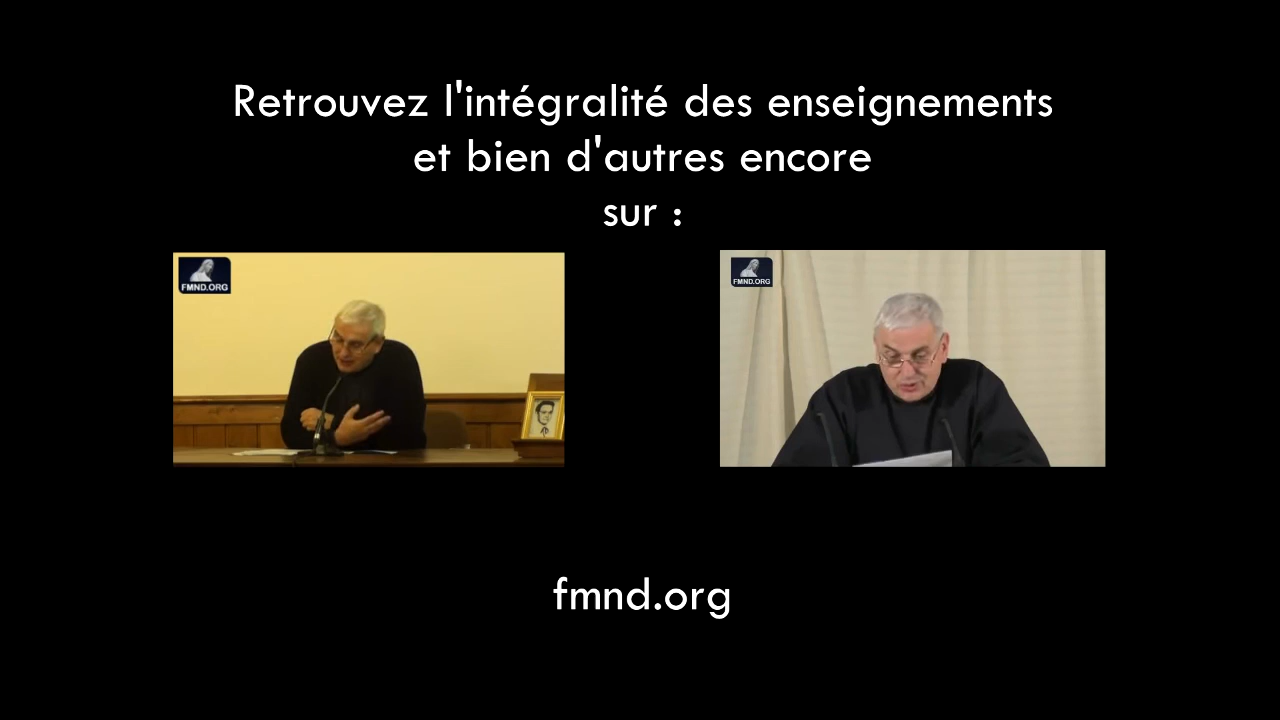 Retrouvez l'intégralité des enseignements
et bien d'autres encore
sur :
FMND.ORG
FMND.ORG
fmnd.org